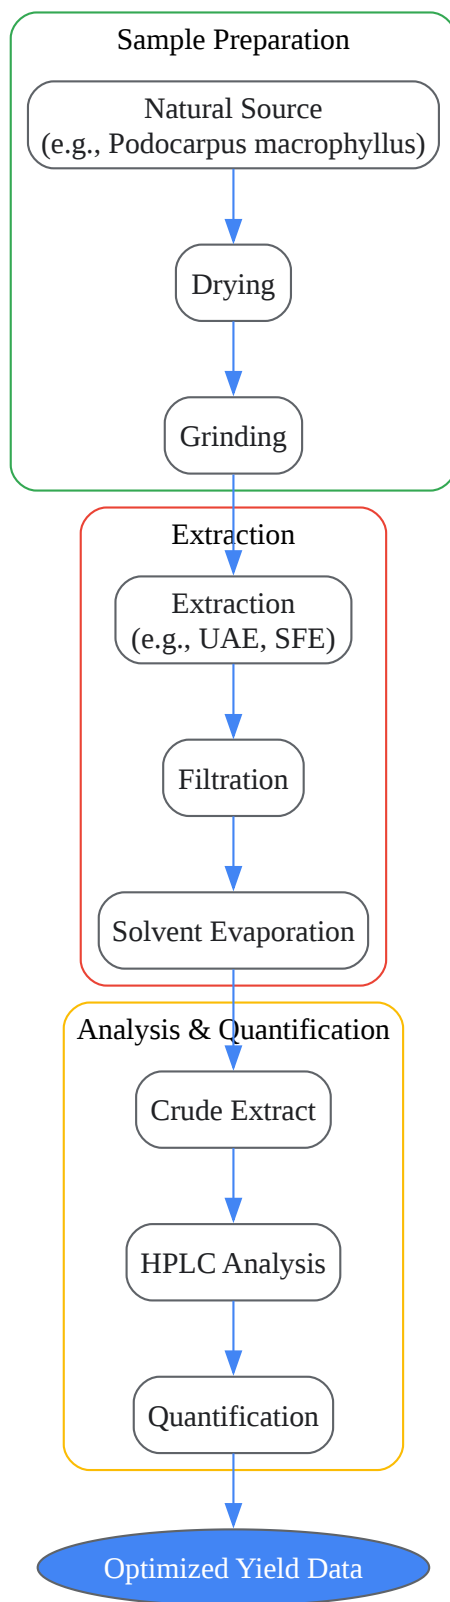 Sample Preparation
Natural Source
(e.g., Podocarpus macrophyllus)
Drying
Grinding
Extraction
Extraction
(e.g., UAE, SFE)
Filtration
Solvent Evaporation
Analysis & Quantification
Crude Extract
HPLC Analysis
Quantification
Optimized Yield Data